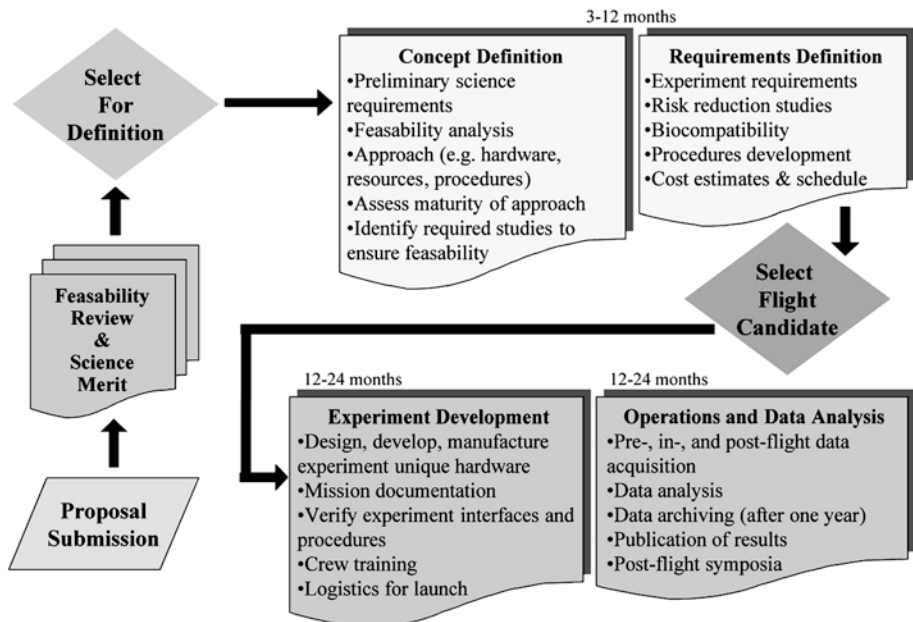 3-12 months
Select
For
Definition
Concept Definition
•Preliminary science
requirements
•Feasability analysis
•Approach (e.g. hardware,
resources, procedures)
•Assess maturity of approach
•Identify required studies to
ensure feasability
Requirements Definition
•Experiment requirements
•Risk reduction studies
•Biocompatibility
•Procedures development
•Cost estimates & schedule
Feasability
Review
&
Science
Merit
Select
Flight
Candidate
Proposal
Submission
12-24 months
Experiment Development
•Design, develop, manufacture
experiment unique hardware
•Mission documentation
•Verify experiment interfaces and
procedures
•Crew training
•Logistics for launch
12-24 months
Operations and Data Analysis
•Pre-, in-, and post-flight data
acquisition
•Data analysis
•Data archiving (after one year)
•Publication of results
•Post-flight symposia